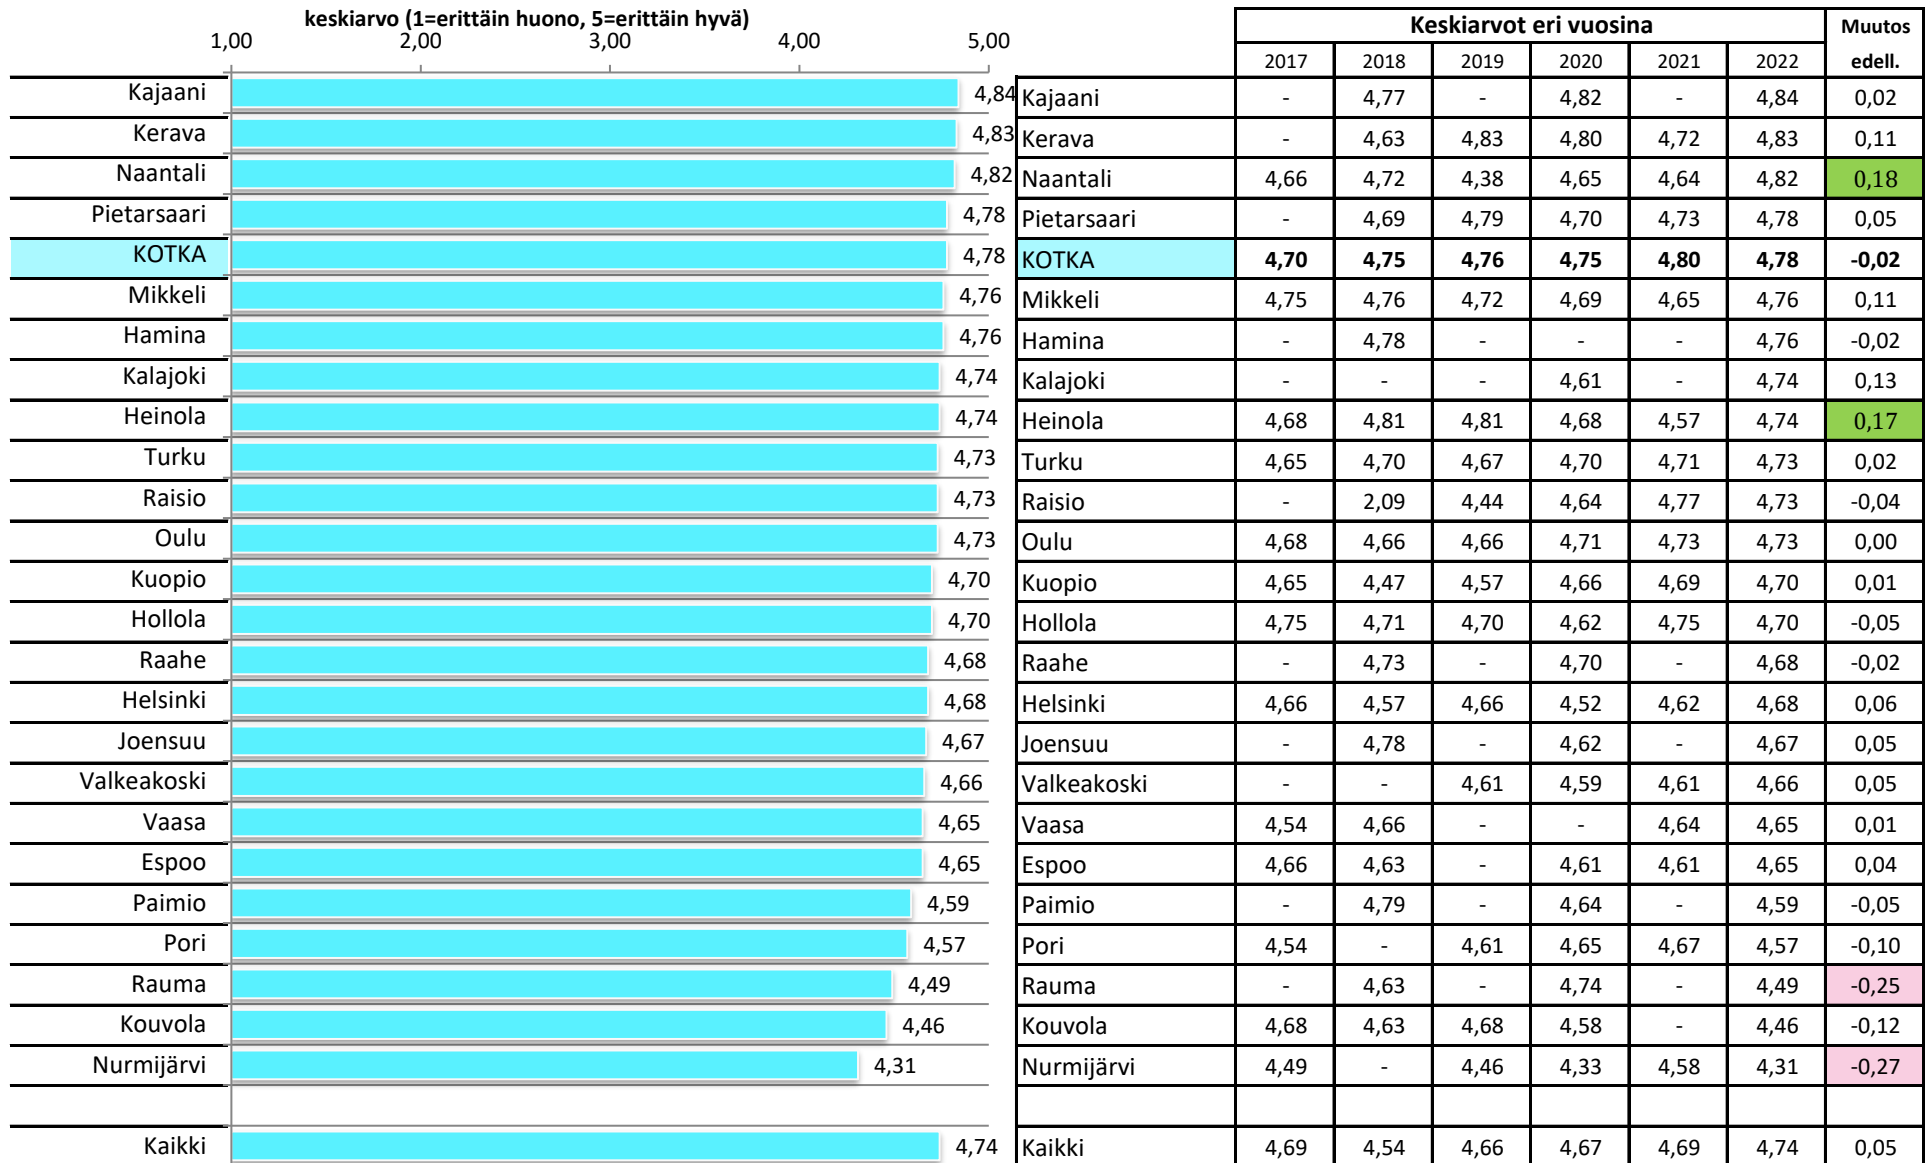 keskiarvo (1=erittäin huono, 5=erittäin hyvä)
1,00 2,00 3,00 4,00 5,00
Kajaani 4,84
Kerava 4,83
Naantali 4,82
Pietarsaari 4,78
KOTKA 4,78
Mikkeli 4,76
Hamina 4,76
Kalajoki 4,74
Heinola 4,74
Turku 4,73
Raisio 4,73
Oulu 4,73
Kuopio 4,70
Hollola 4,70
Raahe 4,68
Helsinki 4,68
Joensuu 4,67
Valkeakoski 4,66
Vaasa 4,65
Espoo 4,65
Paimio 4,59
Pori 4,57
Rauma 4,49
Kouvola 4,46
Nurmijärvi 4,31
Kaikki 4,74
Keskiarvot eri vuosina Muutos
2017 2018 2019 2020 2021 2022 edell.
Kajaani - 4,77 - 4,82 - 4,84 0,02
Kerava - 4,63 4,83 4,80 4,72 4,83 0,11
Naantali 4,66 4,72 4,38 4,65 4,64 4,82 0,18
Pietarsaari - 4,69 4,79 4,70 4,73 4,78 0,05
KOTKA 4,70 4,75 4,76 4,75 4,80 4,78 -0,02
Mikkeli 4,75 4,76 4,72 4,69 4,65 4,76 0,11
Hamina - 4,78 - - - 4,76 -0,02
Kalajoki - - - 4,61 - 4,74 0,13
Heinola 4,68 4,81 4,81 4,68 4,57 4,74 0,17
Turku 4,65 4,70 4,67 4,70 4,71 4,73 0,02
Raisio - 2,09 4,44 4,64 4,77 4,73 -0,04
Oulu 4,68 4,66 4,66 4,71 4,73 4,73 0,00
Kuopio 4,65 4,47 4,57 4,66 4,69 4,70 0,01
Hollola 4,75 4,71 4,70 4,62 4,75 4,70 -0,05
Raahe - 4,73 - 4,70 - 4,68 -0,02
Helsinki 4,66 4,57 4,66 4,52 4,62 4,68 0,06
Joensuu - 4,78 - 4,62 - 4,67 0,05
Valkeakoski - - 4,61 4,59 4,61 4,66 0,05
Vaasa 4,54 4,66 - - 4,64 4,65 0,01
Espoo 4,66 4,63 - 4,61 4,61 4,65 0,04
Paimio - 4,79 - 4,64 - 4,59 -0,05
Pori 4,54 - 4,61 4,65 4,67 4,57 -0,10
Rauma - 4,63 - 4,74 - 4,49 -0,25
Kouvola 4,68 4,63 4,68 4,58 - 4,46 -0,12
Nurmijärvi 4,49 - 4,46 4,33 4,58 4,31 -0,27
Kaikki 4,69 4,54 4,66 4,67 4,69 4,74 0,05